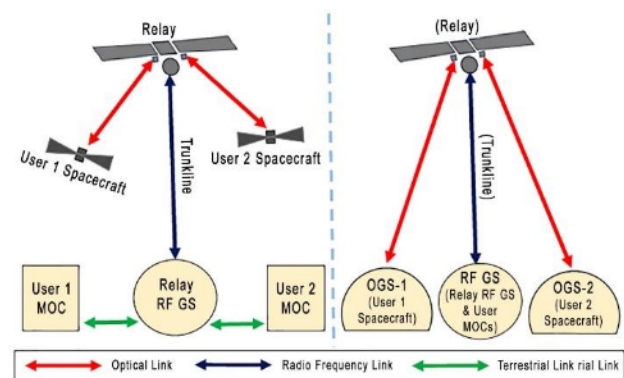 Relay
User 1 Spacecraft
User 2 Spacecraft
Trunkline
User 1
MOC
Relay
RF GS
User 2
MOC
(Relay)
(Trunkline)
OGS-1
(User 1
Spacecraft)
RF GS
(Relay RF GS
& User
MOCs)
OGS-2
(User 2
Spacecraft)
Optical Link
Radio Frequency Link
Terrestrial Link rial Link